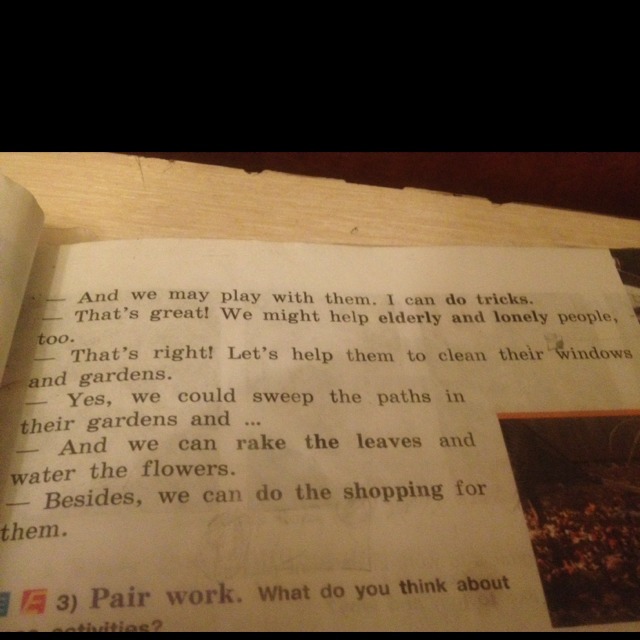 — And we may play with them. I can do tricks.
— That's great! We might help elderly and lonely people,
too.
— That's right! Let's help them to clean their windows
and gardens.
— Yes, we could sweep the paths in
their gardens and ...
— And we can rake the leaves and
water the flowers.
— Besides, we can do the shopping for
them.
3) Pair work. What do you think about
activities?